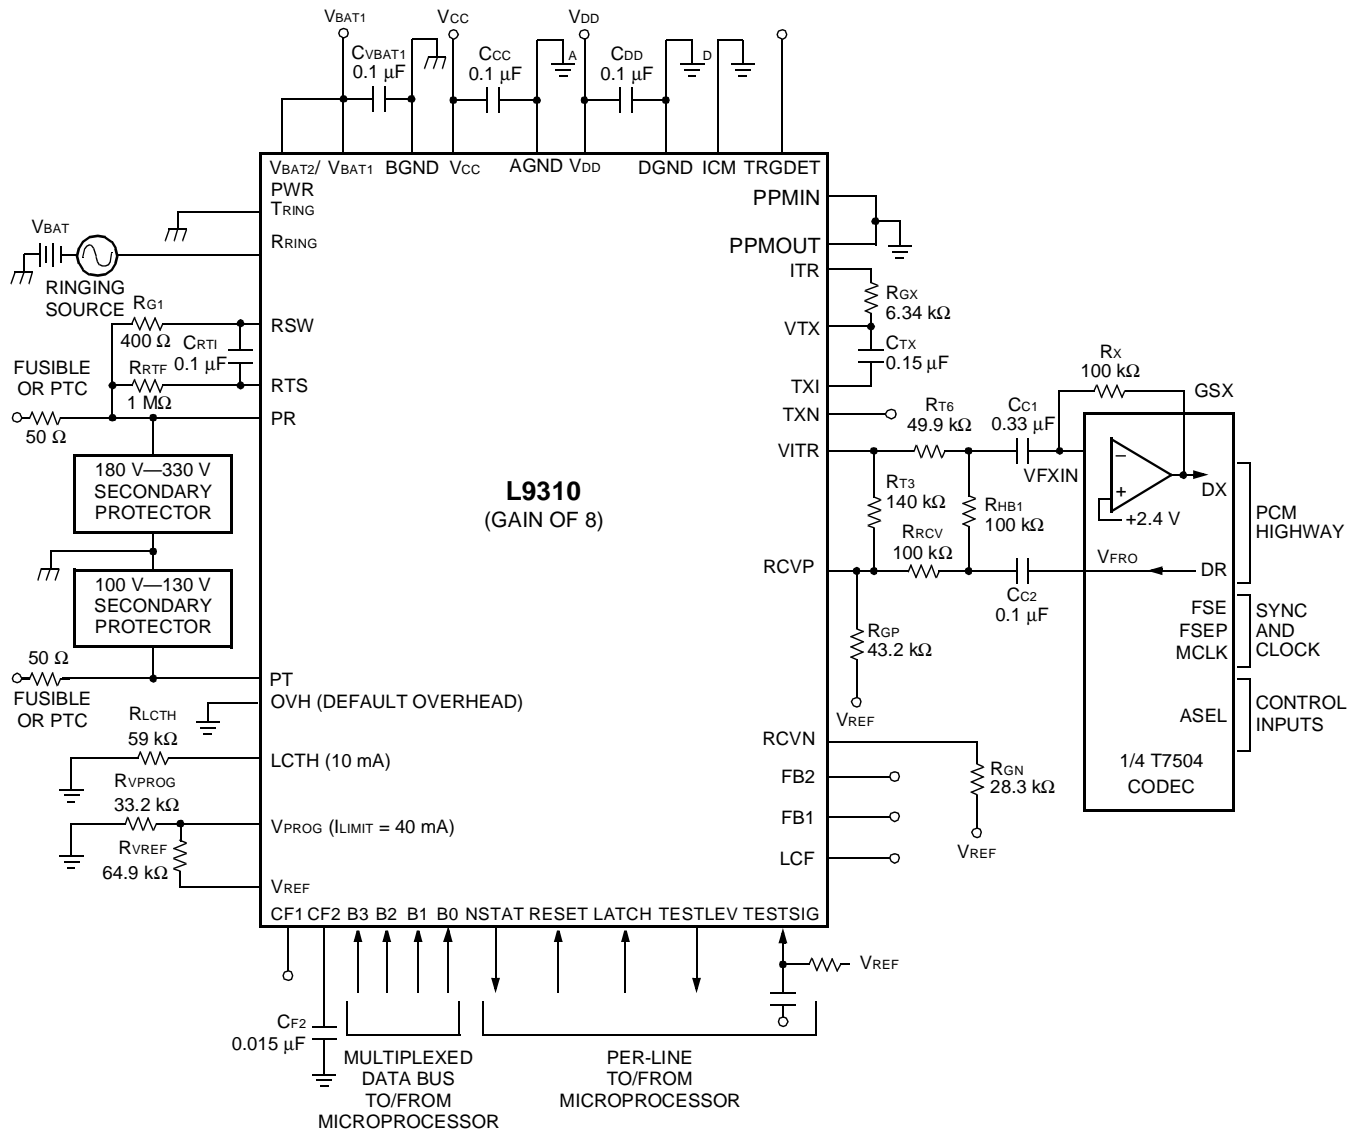 VBAT1
VCC
VDD
CVBAT1
0.1 µF
CCC
0.1 µF
A
CDD
0.1 µF
D
VBAT2/
PWR
VBAT1
BGND
VCC
AGND
VDD
DGND
ICM
TRGDET
TRING
RRING
VBAT
RINGING
SOURCE
RG1
400 Ω
CRTI
0.1 µF
RRTF
1 MΩ
RSW
RTS
PR
FUSIBLE
OR PTC
50 Ω
180 V—330 V
SECONDARY
PROTECTOR
100 V—130 V
SECONDARY
PROTECTOR
50 Ω
FUSIBLE
OR PTC
PT
OVH (DEFAULT OVERHEAD)
RLCTH
59 kΩ
LCTH (10 mA)
RVPROG
33.2 kΩ
VPROG (ILIMIT = 40 mA)
RVREF
64.9 kΩ
VREF
L9310
(GAIN OF 8)
PPMIN
PPMOUT
ITR
RGX
6.34 kΩ
VTX
CTX
0.15 µF
TXI
TXN
VITR
RT6
49.9 kΩ
CC1
0.33 µF
RX
100 kΩ
GSX
VFXIN
–
+
+2.4 V
DX
PCM
HIGHWAY
RT3
140 kΩ
RHB1
100 kΩ
RRCV
100 kΩ
RCVP
CC2
0.1 µF
VFRO
DR
FSE
FSEP
MCLK
SYNC
AND
CLOCK
ASEL
CONTROL
INPUTS
1/4 T7504
CODEC
RGP
43.2 kΩ
VREF
RCVN
RGN
28.3 kΩ
VREF
FB2
FB1
LCF
CF1
CF2
B3
B2
B1
B0
NSTAT
RESET
LATCH
TESTLEV
TESTSIG
VREF
CF2
0.015 µF
MULTIPLEXED
DATA BUS
TO/FROM
MICROPROCESSOR
PER-LINE
TO/FROM
MICROPROCESSOR